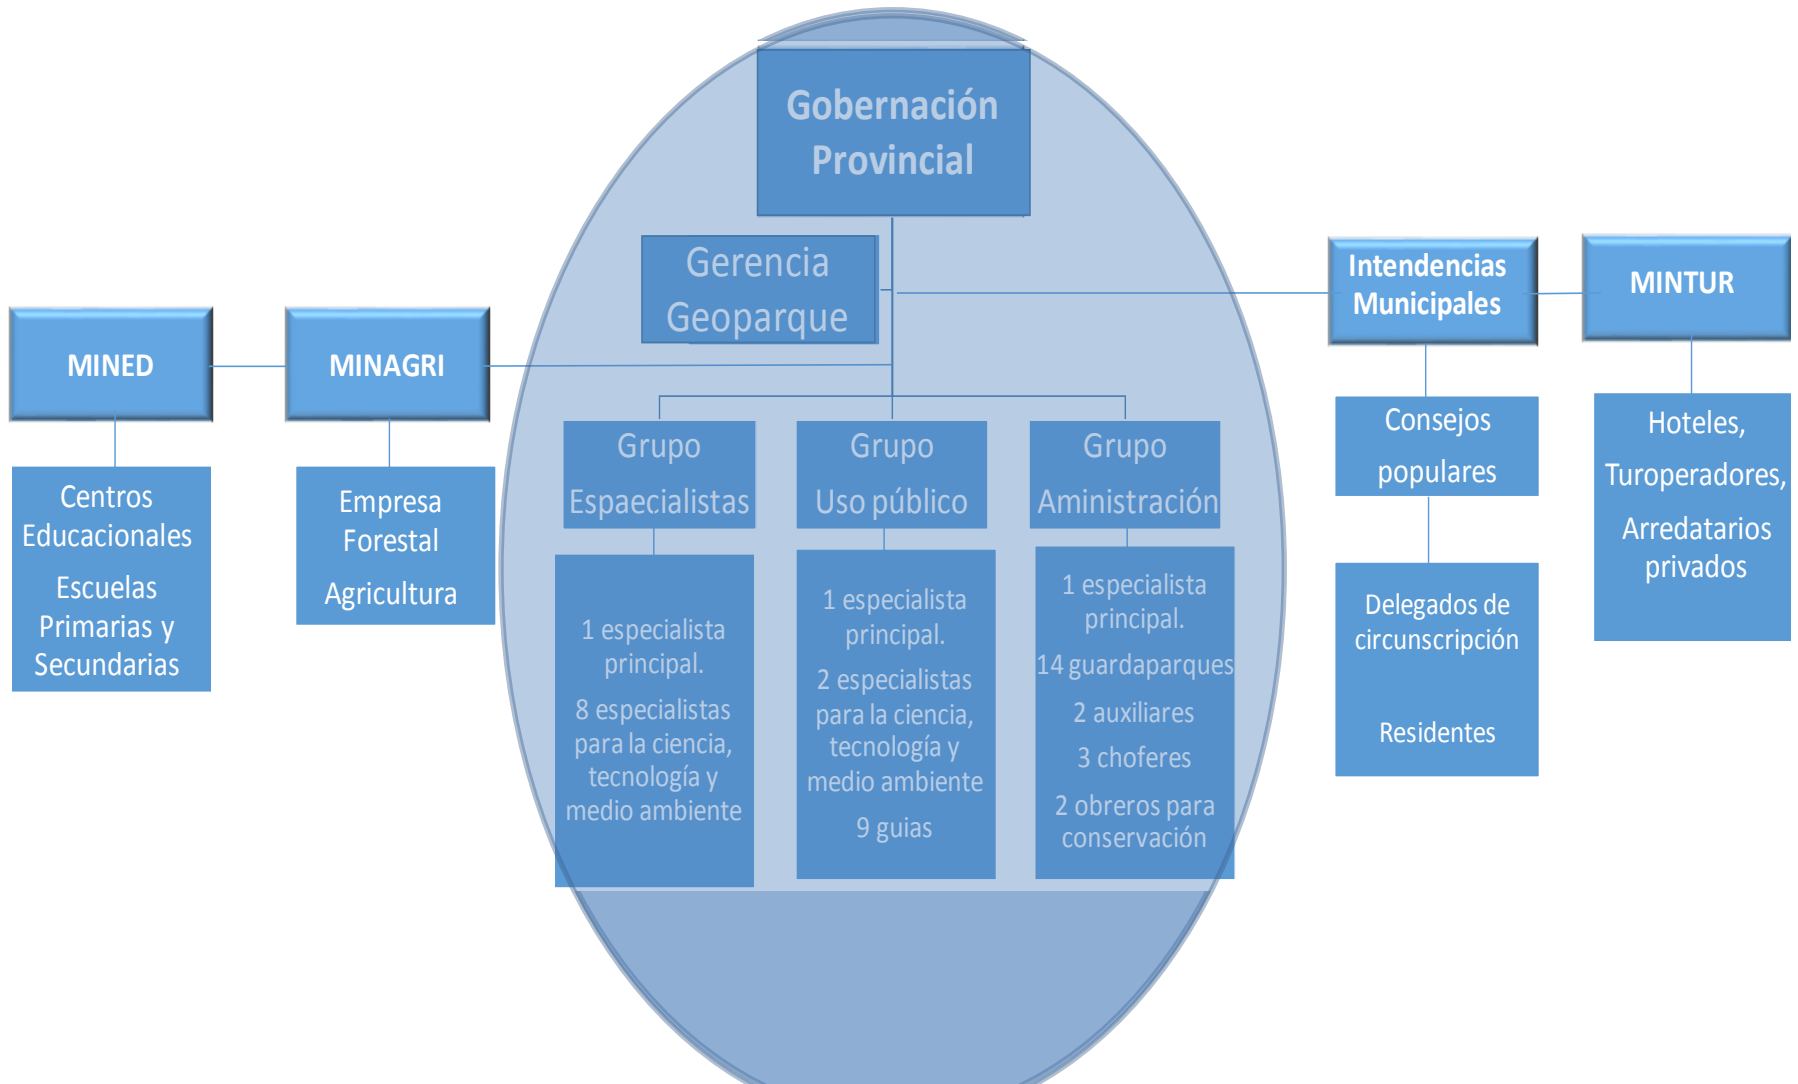 Gobernación
Provincial
Gerencia
Geoparque
Intendencias
Municipales
MINTUR
MINED
MINAGRI
Centros
Educacionales
Escuelas
Primarias y
Secundarias
Empresa
Forestal
Agricultura
Grupo
Espaecialistas
1 especialista
principal.
8 especialistas
para la ciencia,
tecnología y
medio ambiente
Grupo
Uso público
1 especialista
principal.
2 especialistas
para la ciencia,
tecnología y
medio ambiente
9 guias
Grupo
Aministración
1 especialista
principal.
14 guardaparques
2 auxiliares
3 choferes
2 obreros para
conservación
Consejos
populares
Delegados de
circunscripción
Residentes
Hoteles,
Turoperadores,
Arredatarios
privados